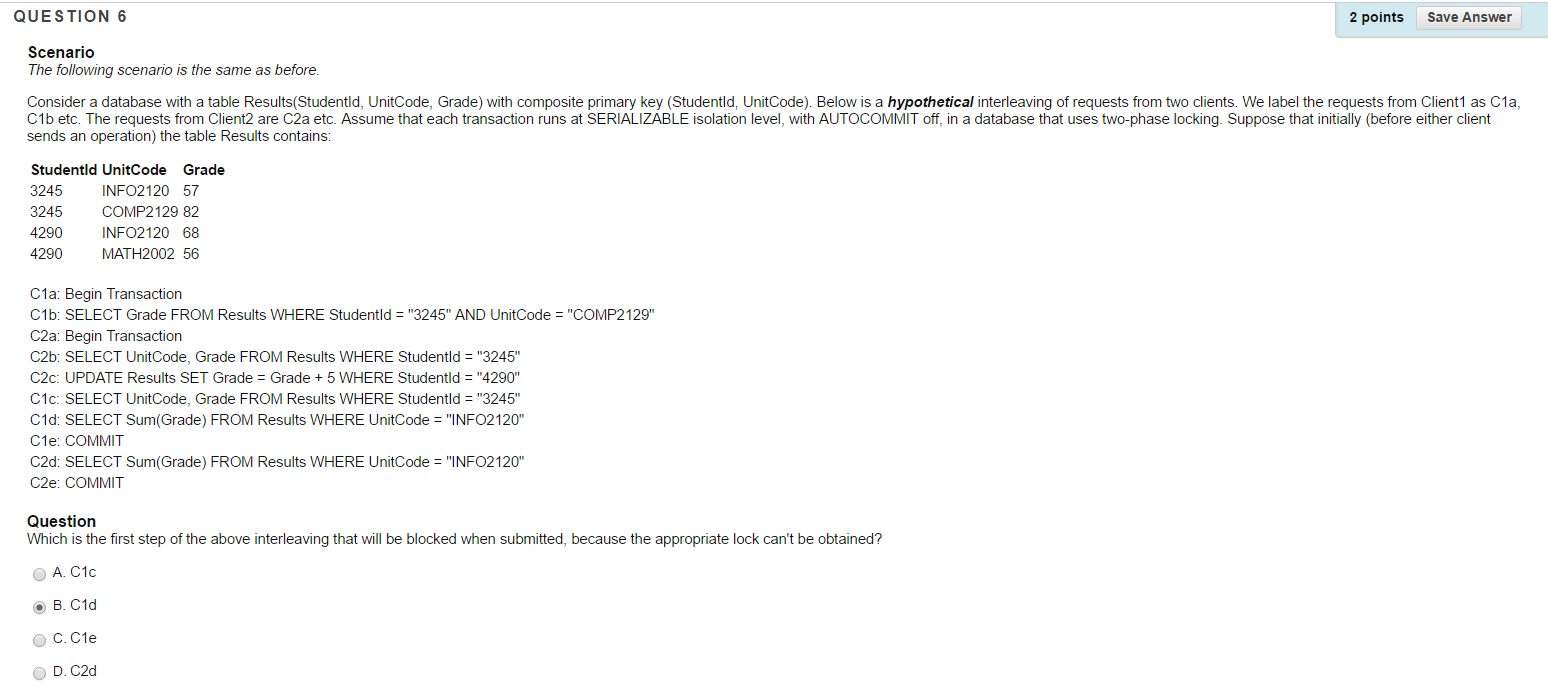 QUESTION 6
2 points
Save Answer
Scenario
The following scenario is the same as before.
Consider a database with a table Results(StudentId, UnitCode, Grade) with composite primary key (StudentId, UnitCode). Below is a hypothetical interleaving of requests from two clients. We label the requests from Client1 as C1a,
C1b etc. The requests from Client2 are C2a etc. Assume that each transaction runs at SERIALIZABLE isolation level, with AUTOCOMMIT off, in a database that uses two-phase locking. Suppose that initially (before either client
sends an operation) the table Results contains:
StudentId UnitCode Grade
3245 INFO2120 57
3245 COMP2129 82
4290 INFO2120 68
4290 MATH2002 56
C1a: Begin Transaction
C1b: SELECT Grade FROM Results WHERE StudentId = "3245" AND UnitCode = "COMP2129"
C2a: Begin Transaction
C2b: SELECT UnitCode, Grade FROM Results WHERE StudentId = "3245"
C2c: UPDATE Results SET Grade = Grade + 5 WHERE StudentId = "4290"
C1c: SELECT UnitCode, Grade FROM Results WHERE StudentId = "3245"
C1d: SELECT Sum(Grade) FROM Results WHERE UnitCode = "INFO2120"
C1e: COMMIT
C2d: SELECT Sum(Grade) FROM Results WHERE UnitCode = "INFO2120"
C2e: COMMIT
Question
Which is the first step of the above interleaving that will be blocked when submitted, because the appropriate lock can't be obtained?
A. C1c
B. C1d
C. C1e
D. C2d